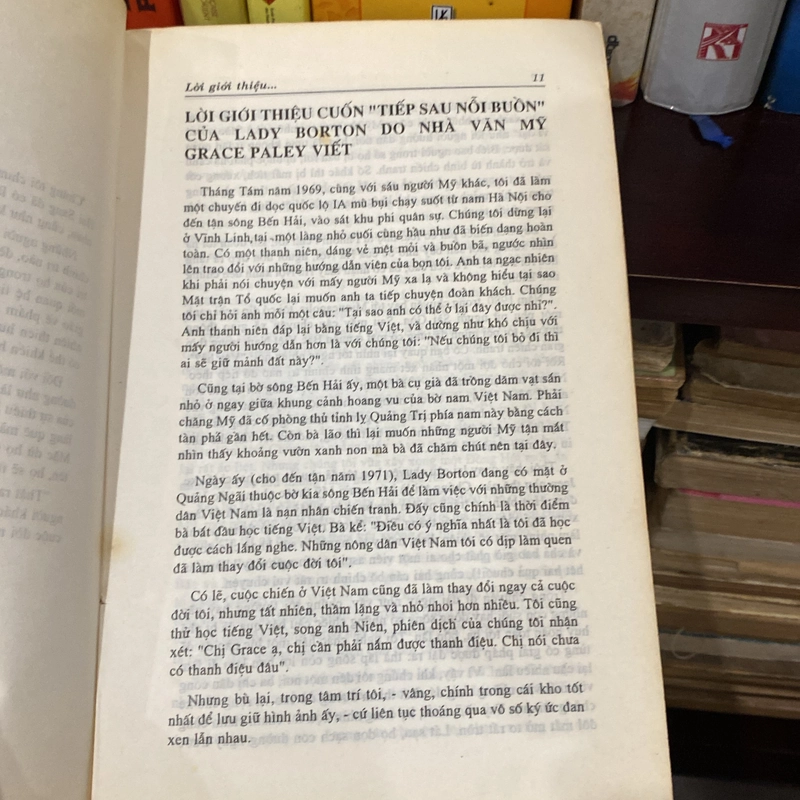 Lời giới thiệu...
11
LỜI GIỚI THIỆU CUỐN "TIẾP SAU NỖI BUỒN"
CỦA LADY BORTON DO NHÀ VĂN MỸ
GRACE PALEY VIẾT
Tháng Tám năm 1969, cùng với sáu người Mỹ khác, tôi đã làm
một chuyến đi dọc quốc lộ IA mù bụi chạy suốt từ nam Hà Nội cho
đến tận sông Bến Hải, vào sát khu phi quân sự. Chúng tôi dừng lại
ở Vĩnh Linh, tại một làng nhỏ cuối cùng hầu như đã biến dạng hoàn
toàn. Có một thanh niên, dáng vẻ mệt mỏi và buồn bã, ngước nhìn
lên trao đổi với những hướng dẫn viên của bọn tôi. Anh ta ngạc nhiên
khi phải nói chuyện với mấy người Mỹ xa lạ và không hiểu tại sao
Mặt trận Tổ quốc lại muốn anh ta tiếp chuyện đoàn khách. Chúng
tôi chỉ hỏi anh mỗi một câu: "Tại sao anh có thể ở lại đây được nhỉ?".
Anh thanh niên đáp lại bằng tiếng Việt, và dường như khó chịu với
mấy người hướng dẫn hơn là với chúng tôi: "Nếu chúng tôi bỏ đi thì
ai sẽ giữ mảnh đất này?".
Cũng tại bờ sông Bến Hải ấy, một bà cụ già đã trồng dăm vạt sắn
nhỏ ở ngay giữa khung cảnh hoang vu của bờ nam Việt Nam. Phải
chăng Mỹ đã cố phòng thủ tỉnh lỵ Quảng Trị phía nam này bằng cách
tàn phá gần hết. Còn bà lão thì lại muốn những người Mỹ tận mắt
nhìn thấy khoảng vườn xanh non mà bà đã chăm chút nên tại đây.
Ngày ấy (cho đến tận năm 1971), Lady Borton đang có mặt ở
Quảng Ngãi thuộc bờ kia sông Bến Hải để làm việc với những thường
dân Việt Nam là nạn nhân chiến tranh. Đấy cũng chính là thời điểm
bà bắt đầu học tiếng Việt. Bà kể: "Điều có ý nghĩa nhất là tôi đã học
được cách lắng nghe. Những nông dân Việt Nam tôi có dịp làm quen
đã làm thay đổi cuộc đời tôi".
Có lẽ, cuộc chiến ở Việt Nam cũng đã làm thay đổi ngay cả cuộc
đời tôi, nhưng tất nhiên, thầm lặng và nhỏ nhoi hơn nhiều. Tôi cũng
thử học tiếng Việt, song anh Niên, phiên dịch của chúng tôi nhận
xét: "Chị Grace ạ, chị cần phải nắm được thanh điệu. Chị nói chưa
có thanh điệu đâu".
Nhưng bù lại, trong tâm trí tôi, - vâng, chính trong cái kho tốt
nhất để lưu giữ hình ảnh ấy, - cứ liên tục thoáng qua vô số ký ức đan
xen lẫn nhau.